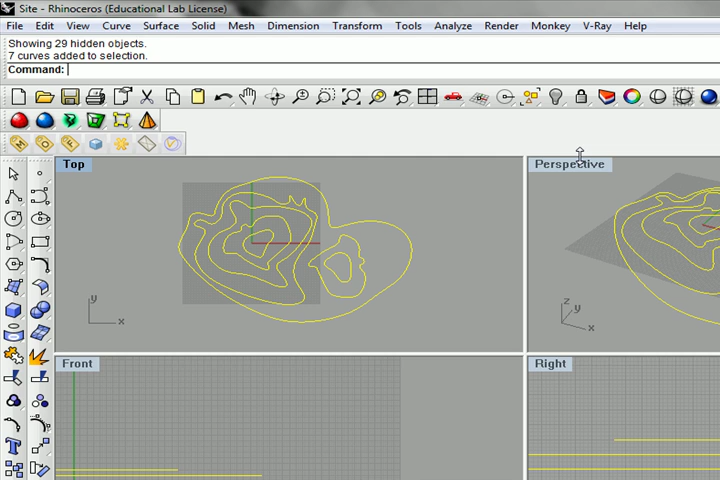 Site - Rhinoceros (Educational Lab License)
File Edit View Curve Surface Solid Mesh Dimension Transform Tools Analyze Render Monkey V-Ray Help
Showing 29 hidden objects.
7 curves added to selection.
Command:
Top
Perspective
y
x
z
y
x
Front
Right